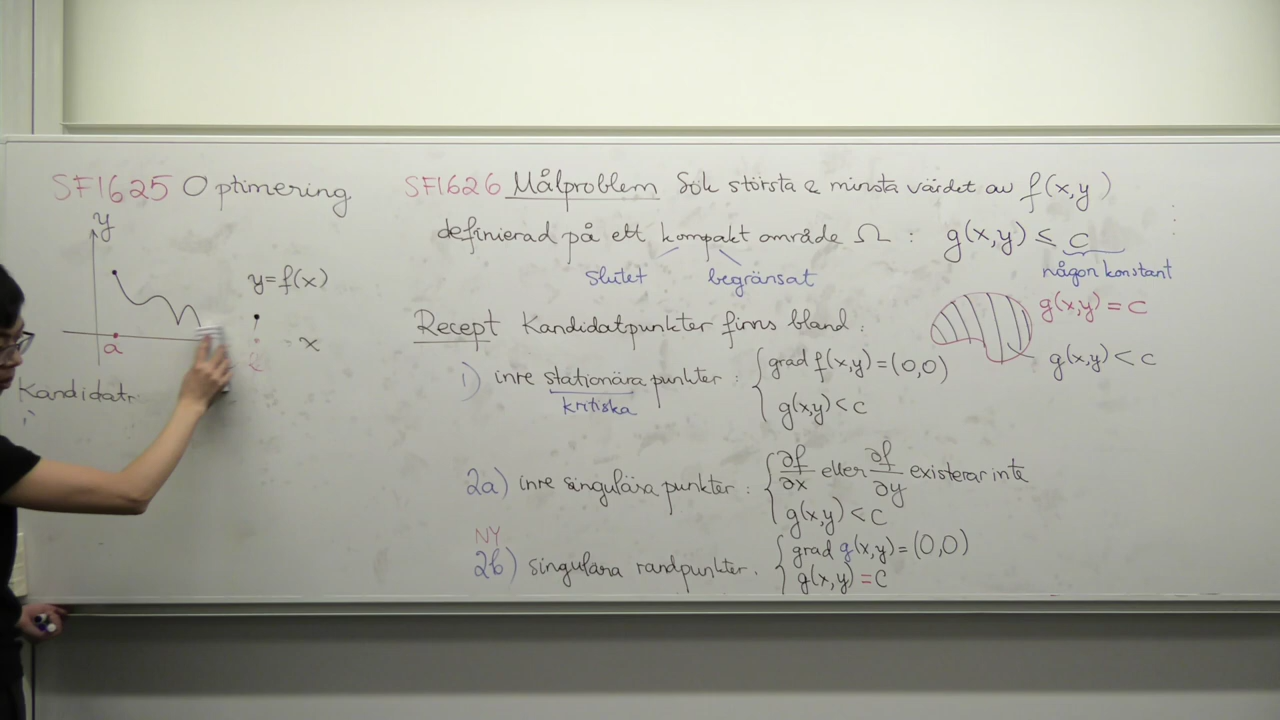 SF1625 Optimering
y
y=f(x)
a
x
Kandidatr
SF1626 Målproblem Sök största & minsta värdet av f(x,y)
definierad på ett kompakt område Ω : g(x,y) ≤ c
slutet begränsat någon konstant
g(x,y) = c
g(x,y) < c
Recept Kandidatpunkter finns bland :
1) inre stationära punkter : grad f(x,y) = (0,0)
kritiska g(x,y) < c
2a) inre singulära punkter : ∂f/∂x eller ∂f/∂y existerar inte
g(x,y) < c
NY
2b) singulära randpunkter. grad g(x,y) = (0,0)
g(x,y) = c